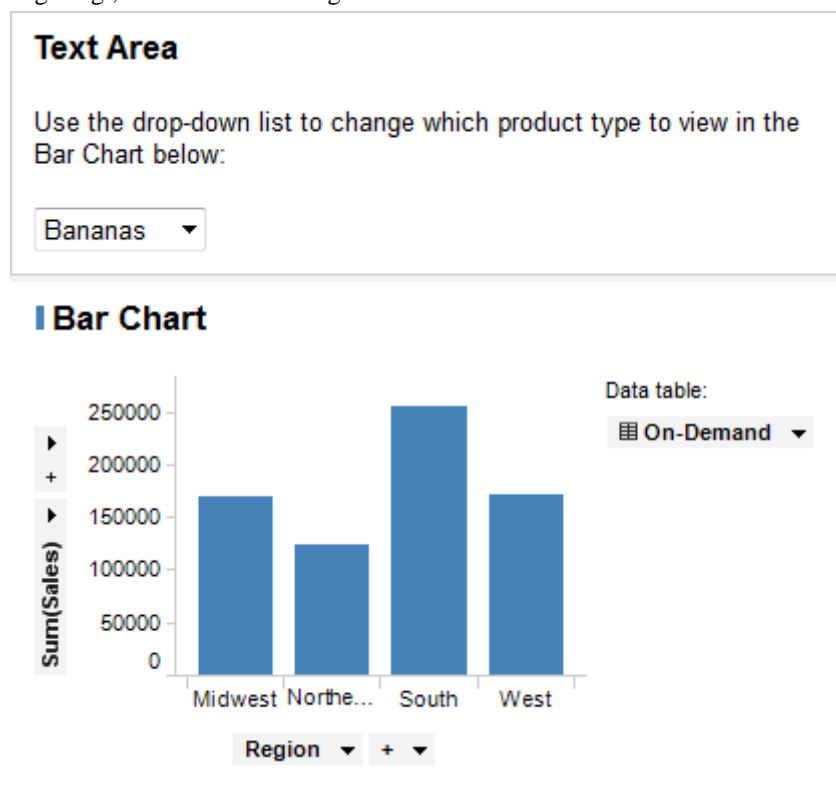 Text Area
Use the drop-down list to change which product type to view in the
Bar Chart below:
Bananas
Bar Chart
Data table:
On-Demand
250000
200000
150000
100000
50000
0
+
Sum(Sales)
Midwest Northe... South West
Region +